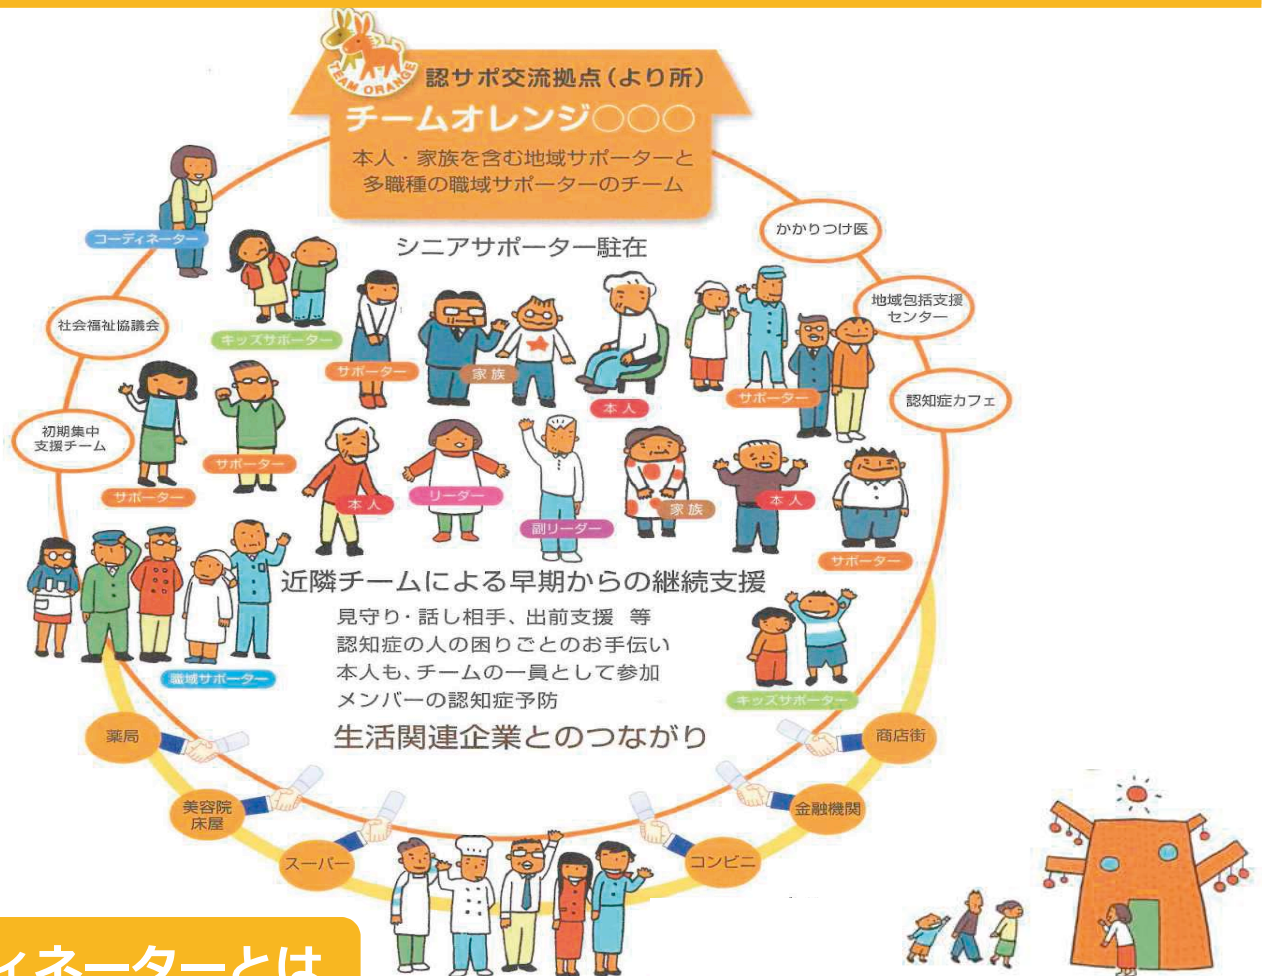 TEAM ORANGE
認サポ交流拠点(より所)
チームオレンジ○○○
本人・家族を含む地域サポーターと
多職種の職域サポーターのチーム
コーディネーター
シニアサポーター駐在
かかりつけ医
地域包括支援
センター
社会福祉協議会
キッズサポーター
サポーター
家族
本人
サポーター
認知症カフェ
初期集中
支援チーム
サポーター
サポーター
本人
リーダー
副リーダー
家族
本人
サポーター
近隣チームによる早期からの継続支援
見守り・話し相手、出前支援 等
認知症の人の困りごとのお手伝い
本人も、チームの一員として参加
メンバーの認知症予防
職域サポーター
キッズサポーター
生活関連企業とのつながり
薬局
商店街
美容院
床屋
金融機関
スーパー
コンビニ
ィネーターとは